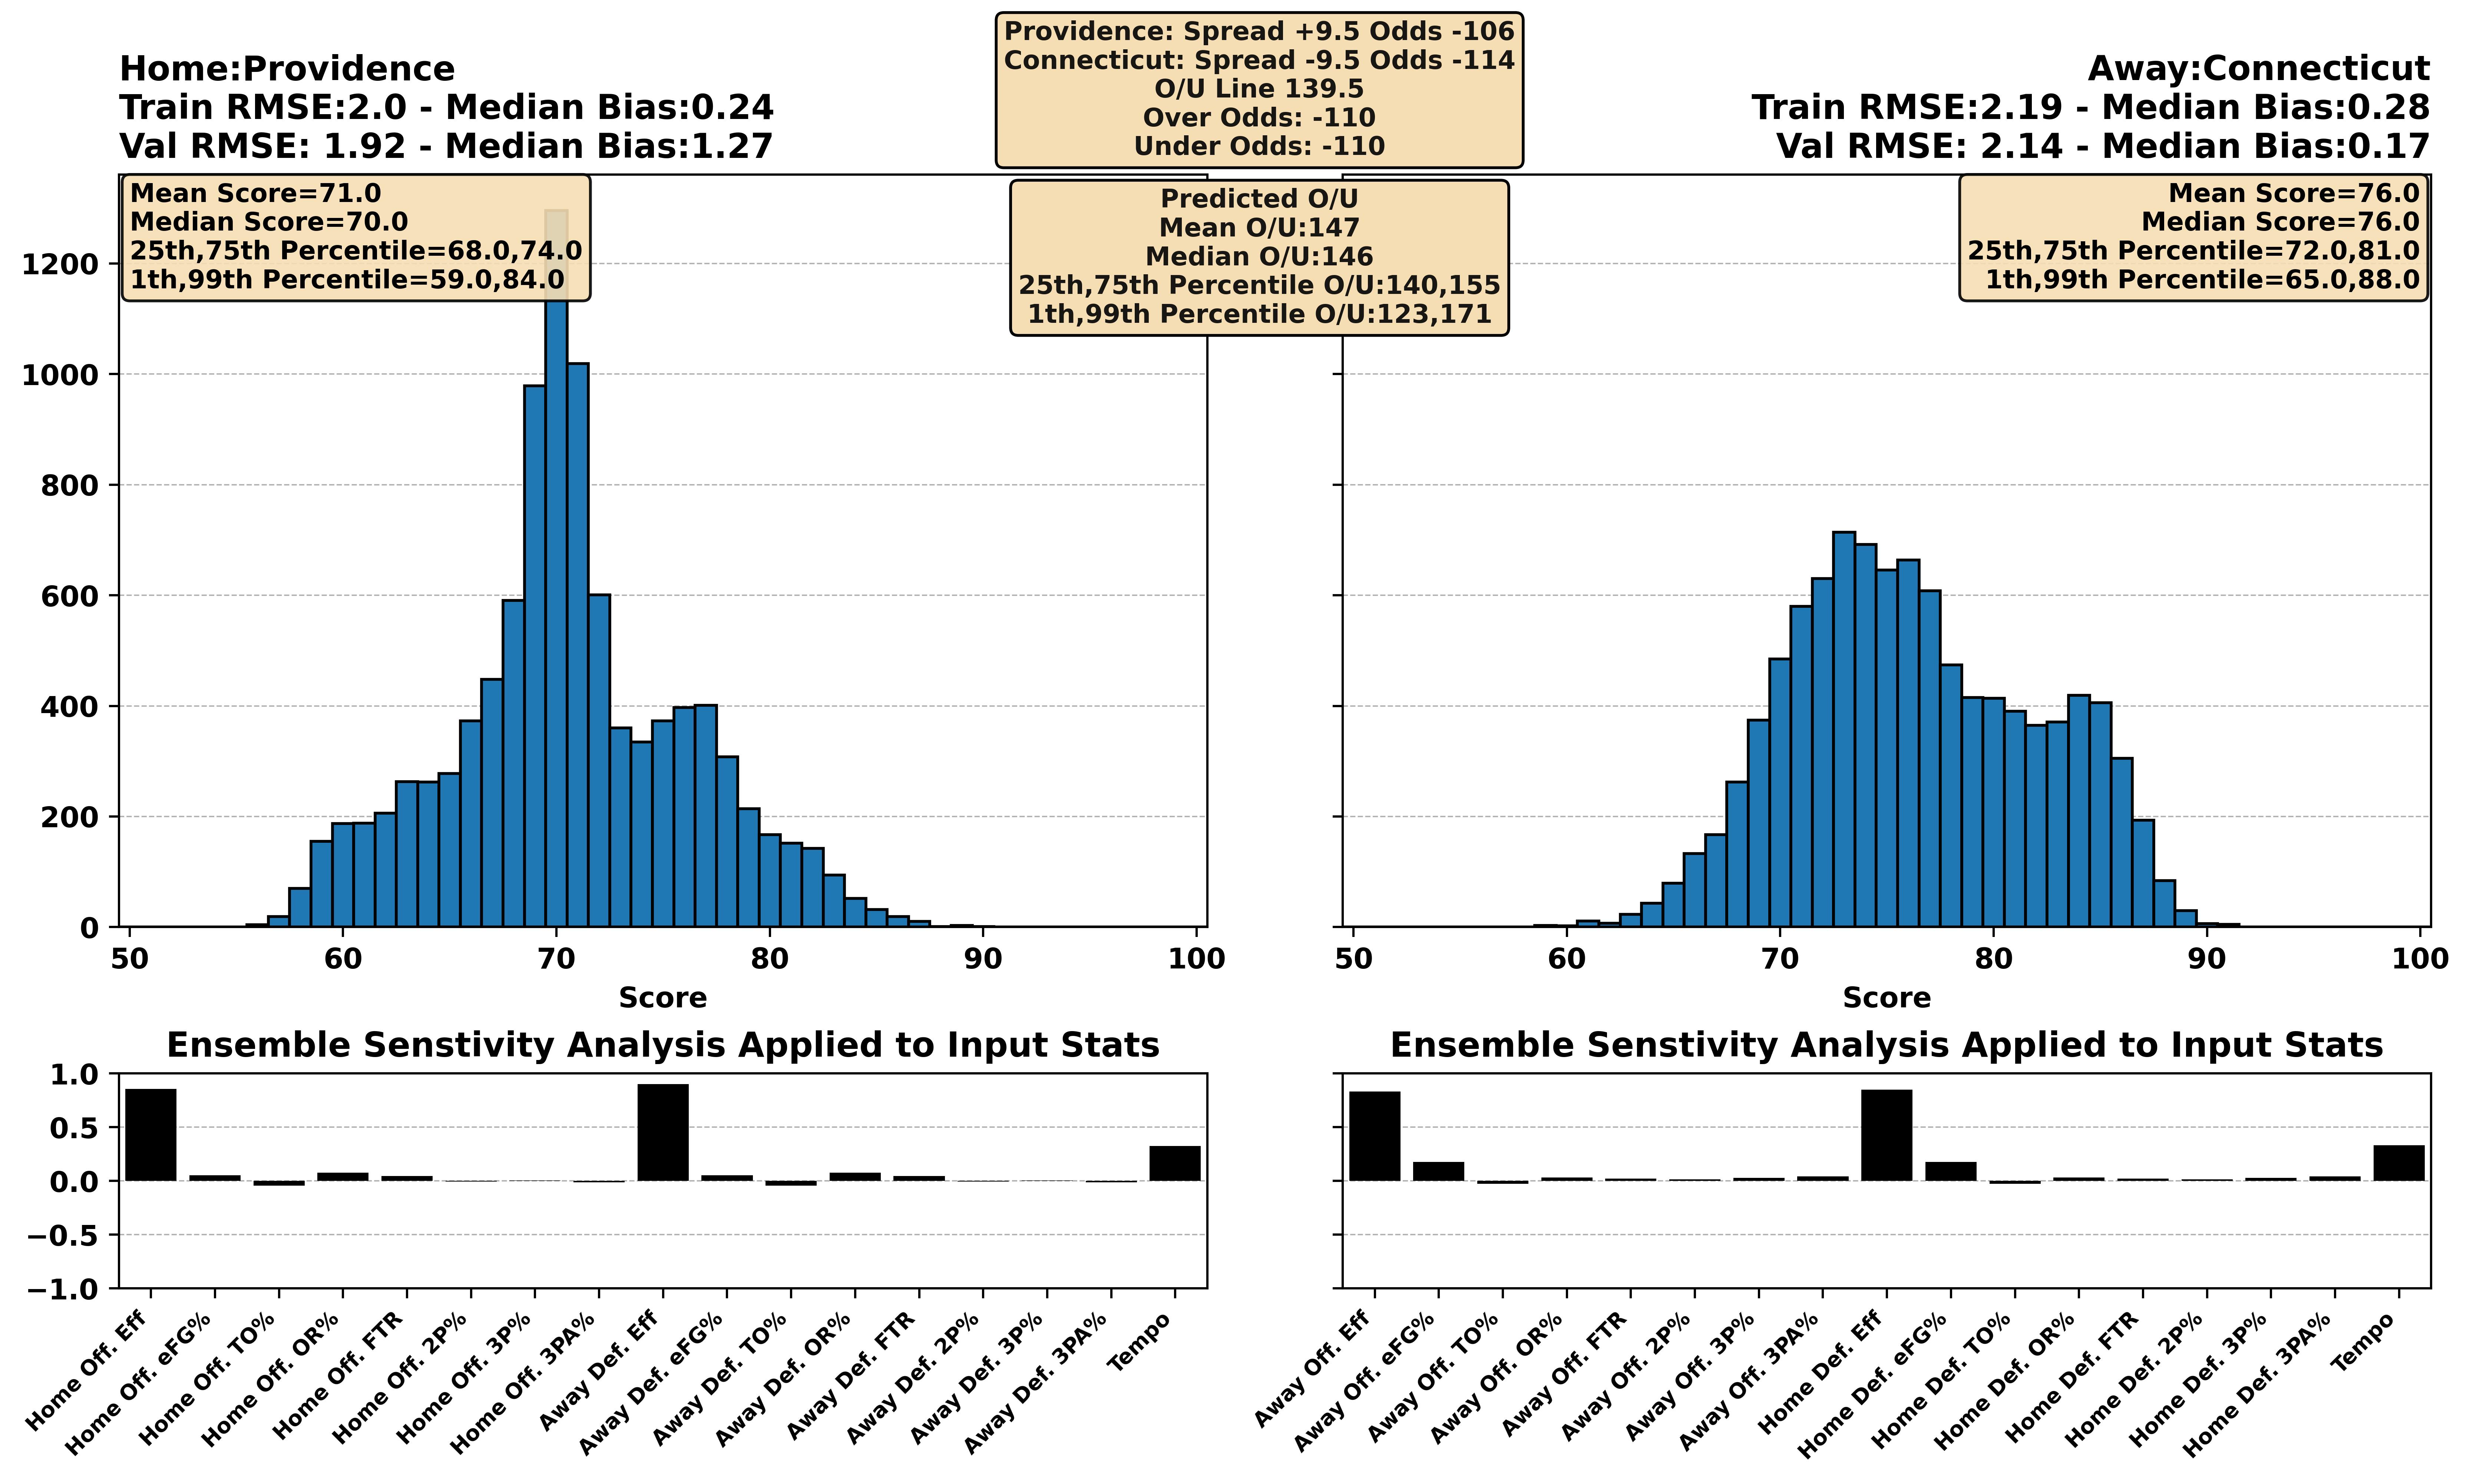 Providence: Spread +9.5 Odds -106
Connecticut: Spread -9.5 Odds -114
O/U Line 139.5
Over Odds: -110
Under Odds: -110
Home:Providence
Train RMSE:2.0 - Median Bias:0.24
Val RMSE: 1.92 - Median Bias:1.27
Away:Connecticut
Train RMSE:2.19 - Median Bias:0.28
Val RMSE: 2.14 - Median Bias:0.17
Mean Score=71.0
Median Score=70.0
25th,75th Percentile=68.0,74.0
1th,99th Percentile=59.0,84.0
Predicted O/U
Mean O/U:147
Median O/U:146
25th,75th Percentile O/U:140,155
1th,99th Percentile O/U:123,171
Mean Score=76.0
Median Score=76.0
25th,75th Percentile=72.0,81.0
1th,99th Percentile=65.0,88.0
1200
1000
800
600
400
200
0
50 60 70 80 90 100
Score
50 60 70 80 90 100
Score
Ensemble Senstivity Analysis Applied to Input Stats
Ensemble Senstivity Analysis Applied to Input Stats
1.0
0.5
0.0
−0.5
−1.0
Home Off. Eff
Home Off. eFG%
Home Off. TO%
Home Off. OR%
Home Off. FTR
Home Off. 2P%
Home Off. 3P%
Home Off. 3PA%
Away Def. Eff
Away Def. eFG%
Away Def. TO%
Away Def. OR%
Away Def. FTR
Away Def. 2P%
Away Def. 3P%
Away Def. 3PA%
Tempo
Away Off. Eff
Away Off. eFG%
Away Off. TO%
Away Off. OR%
Away Off. FTR
Away Off. 2P%
Away Off. 3P%
Away Off. 3PA%
Home Def. Eff
Home Def. eFG%
Home Def. TO%
Home Def. OR%
Home Def. FTR
Home Def. 2P%
Home Def. 3P%
Home Def. 3PA%
Tempo